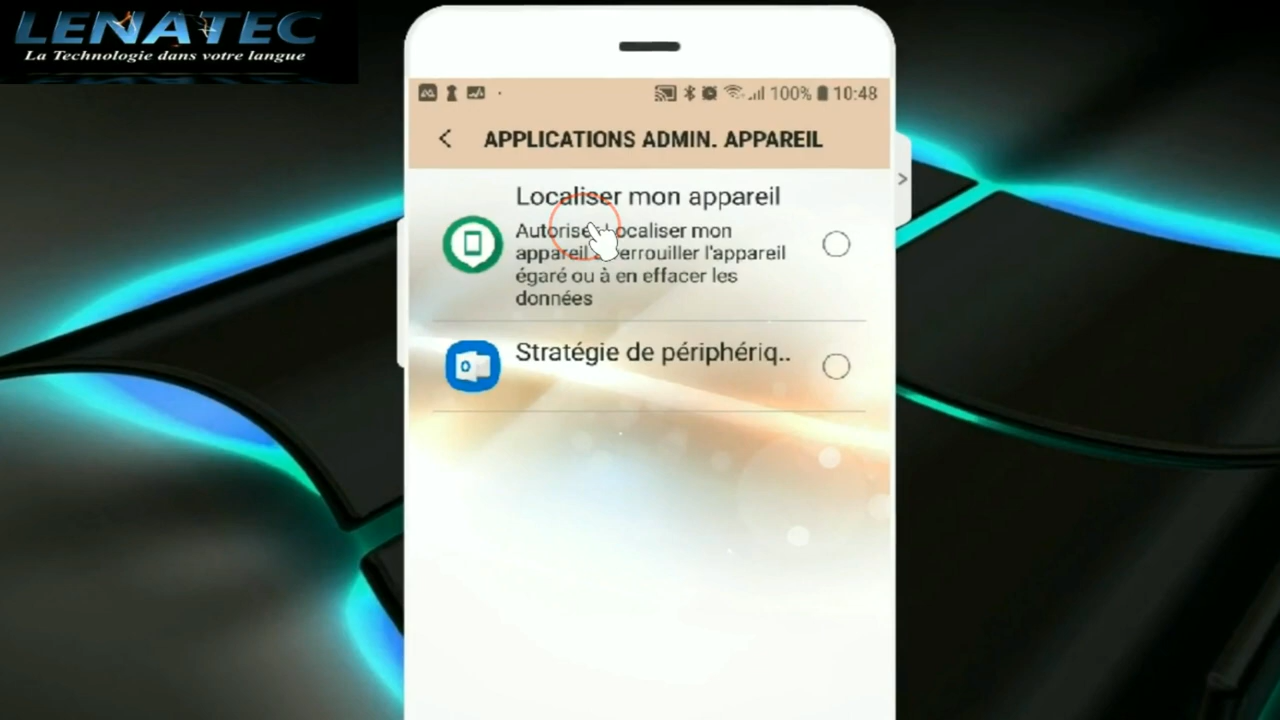 LENATEC
La Technologie dans votre langue
100% 10:48
APPLICATIONS ADMIN. APPAREIL
Localiser mon appareil
Autorise Localiser mon
appareil à verrouiller l'appareil
égaré ou à en effacer les
données
Stratégie de périphériq..